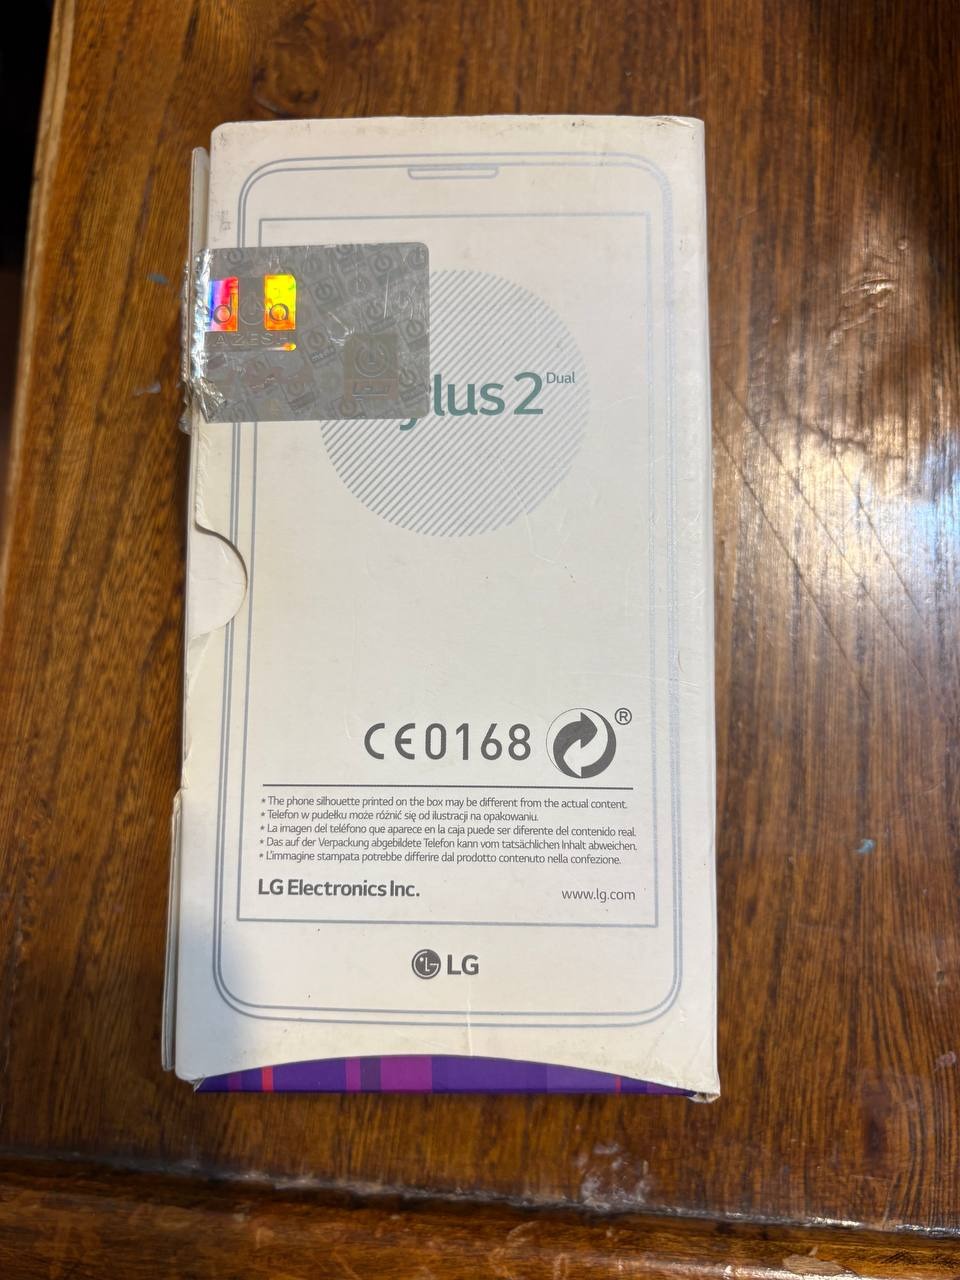 ylus 2 Dual
CE0168 ®
* The phone silhouette printed on the box may be different from the actual content.
* Telefon w pudełku może różnić się od ilustracji na opakowaniu.
* La imagen del teléfono que aparece en la caja puede ser diferente del contenido real.
* Das auf der Verpackung abgebildete Telefon kann vom tatsächlichen Inhalt abweichen.
* L'immagine stampata potrebbe differire dal prodotto contenuto nella confezione.
LG Electronics Inc. www.lg.com
LG